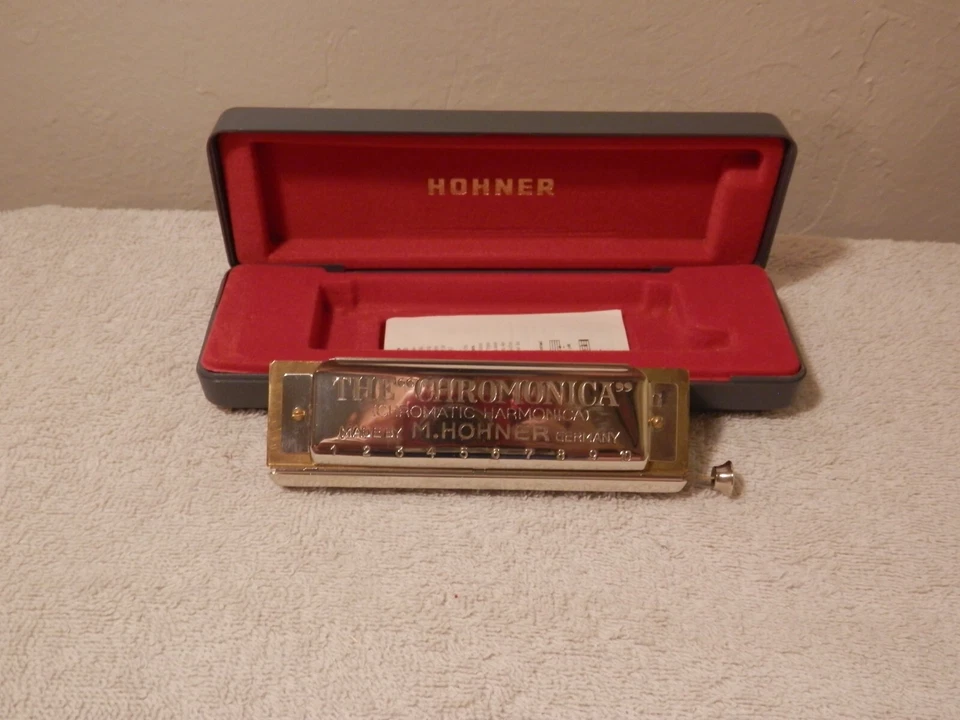 HOHNER
THE “CHROMONICA”
(CHROMATIC HARMONICA)
MADE BY M. HOHNER GERMANY
1 2 3 4 5 6 7 8 9 10